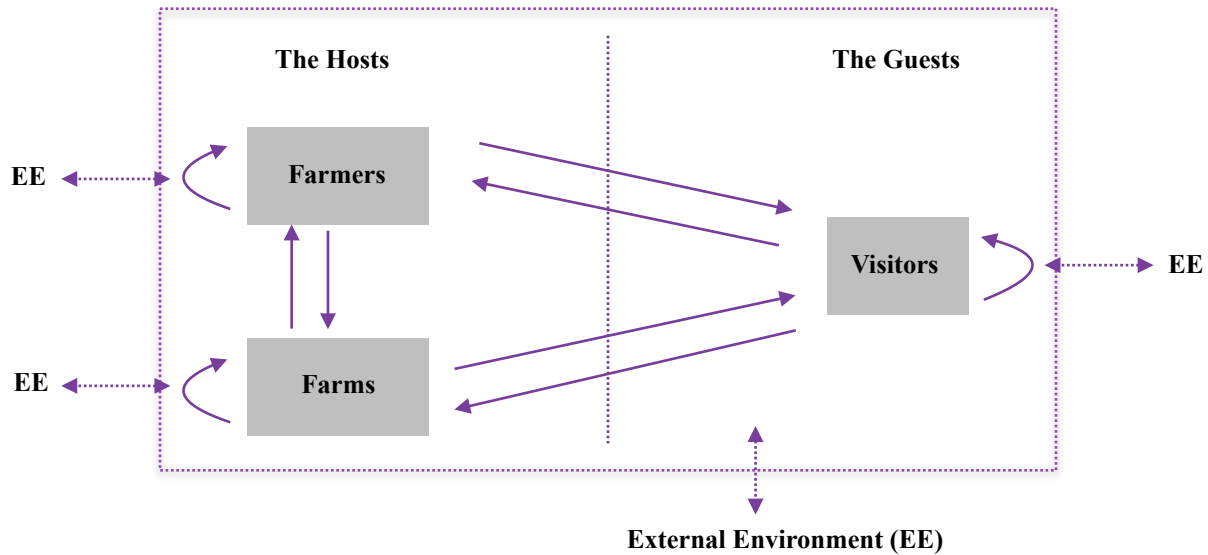 The Hosts
The Guests
EE
Farmers
Visitors
EE
EE
Farms
External Environment (EE)